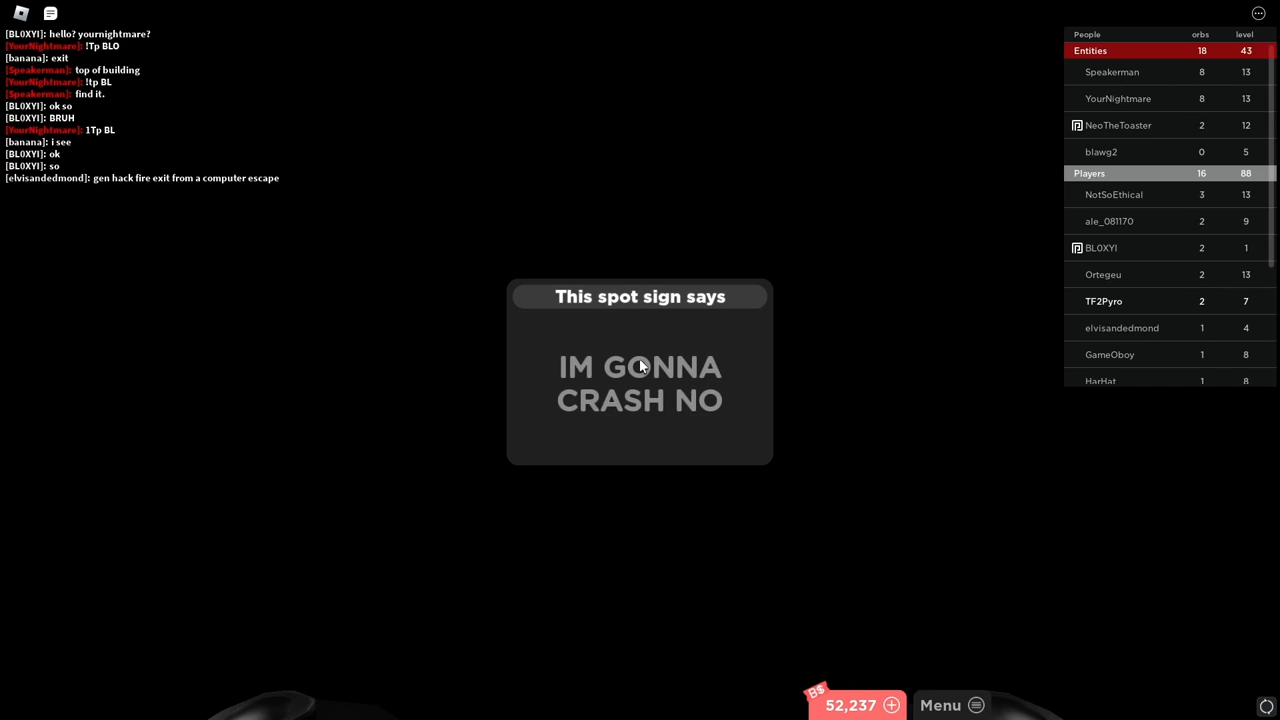 [BL0XYI]: hello? yournightmare?
[YourNightmare]: !Tp BLO
[banana]: exit
[Speakerman]: top of building
[YourNightmare]: !tp BL
[Speakerman]: find it.
[BL0XYI]: ok so
[BL0XYI]: BRUH
[YourNightmare]: 1Tp BL
[banana]: i see
[BL0XYI]: ok
[BL0XYI]: so
[elvisandedmond]: gen hack fire exit from a computer escape
People orbs level
Entities 18 43
Speakerman 8 13
YourNightmare 8 13
NeoTheToaster 2 12
blawg2 0 5
Players 16 88
NotSoEthical 3 13
ale_081170 2 9
BL0XYI 2 1
Ortegeu 2 13
TF2Pyro 2 7
elvisandedmond 1 4
GameOboy 1 8
HarHat 1 8
This spot sign says
IM GONNA
CRASH NO
B$
52,237
Menu